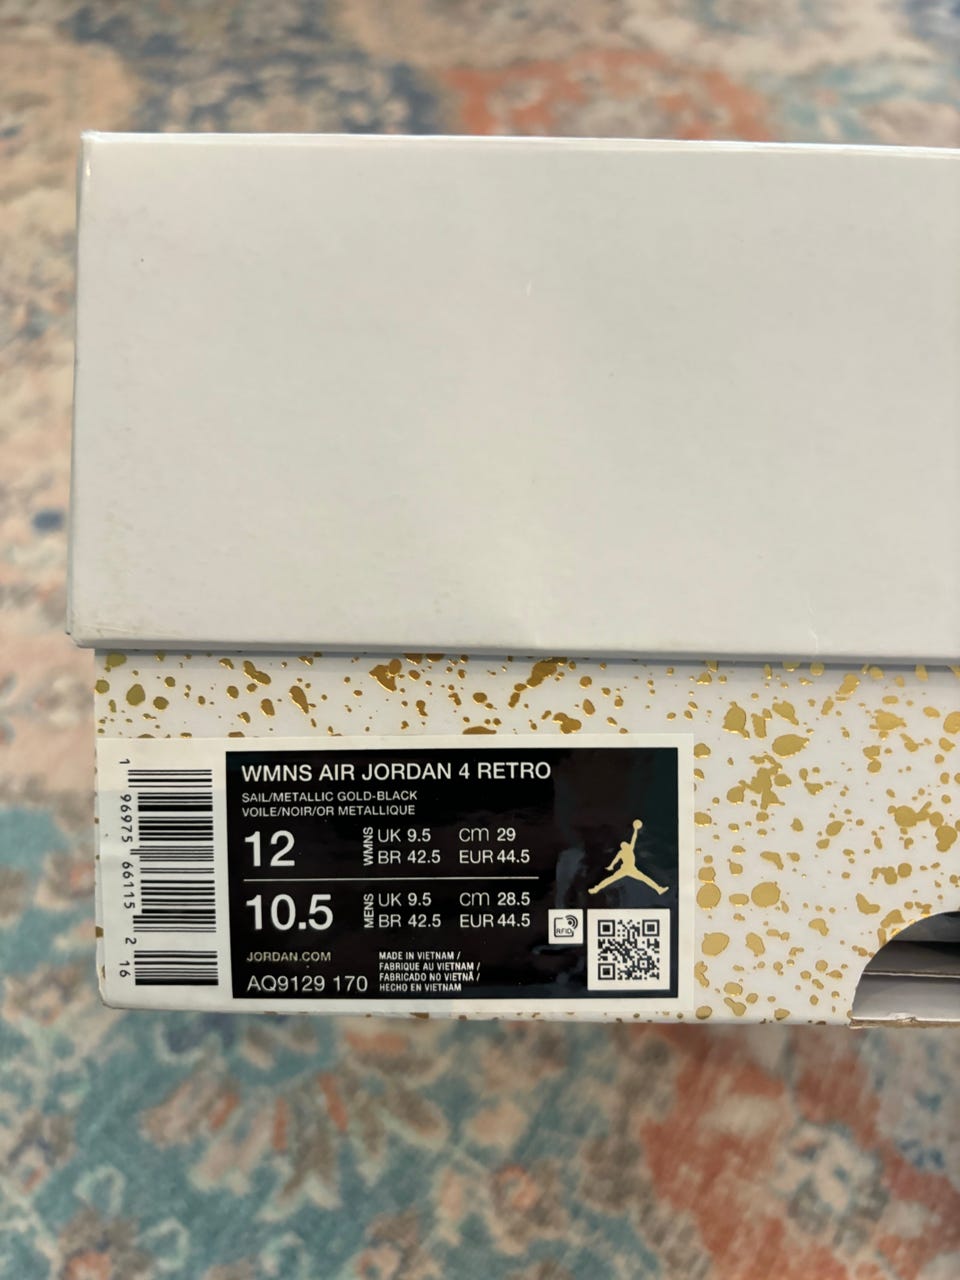 WMNS AIR JORDAN 4 RETRO
SAIL/METALLIC GOLD-BLACK
VOILE/NOIR/OR METALLIQUE
12 WMNS UK 9.5 cm 29
BR 42.5 EUR 44.5
10.5 MENS UK 9.5 cm 28.5
BR 42.5 EUR 44.5
JORDAN.COM
AQ9129 170
MADE IN VIETNAM /
FABRIQUE AU VIETNAM /
FABRICADO NO VIETNÃ /
HECHO EN VIETNAM
RFID
1 96975 66115 2 16